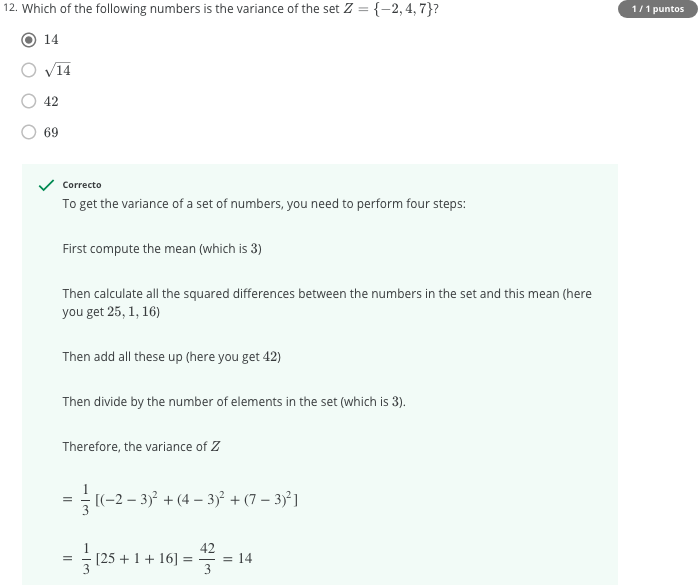 12. Which of the following numbers is the variance of the set Z = {−2, 4, 7}?
1 / 1 puntos
14
√14
42
69
Correcto
To get the variance of a set of numbers, you need to perform four steps:
First compute the mean (which is 3)
Then calculate all the squared differences between the numbers in the set and this mean (here
you get 25, 1, 16)
Then add all these up (here you get 42)
Then divide by the number of elements in the set (which is 3).
Therefore, the variance of Z
= 1/3 [(−2 − 3)² + (4 − 3)² + (7 − 3)²]
= 1/3 [25 + 1 + 16] = 42/3 = 14